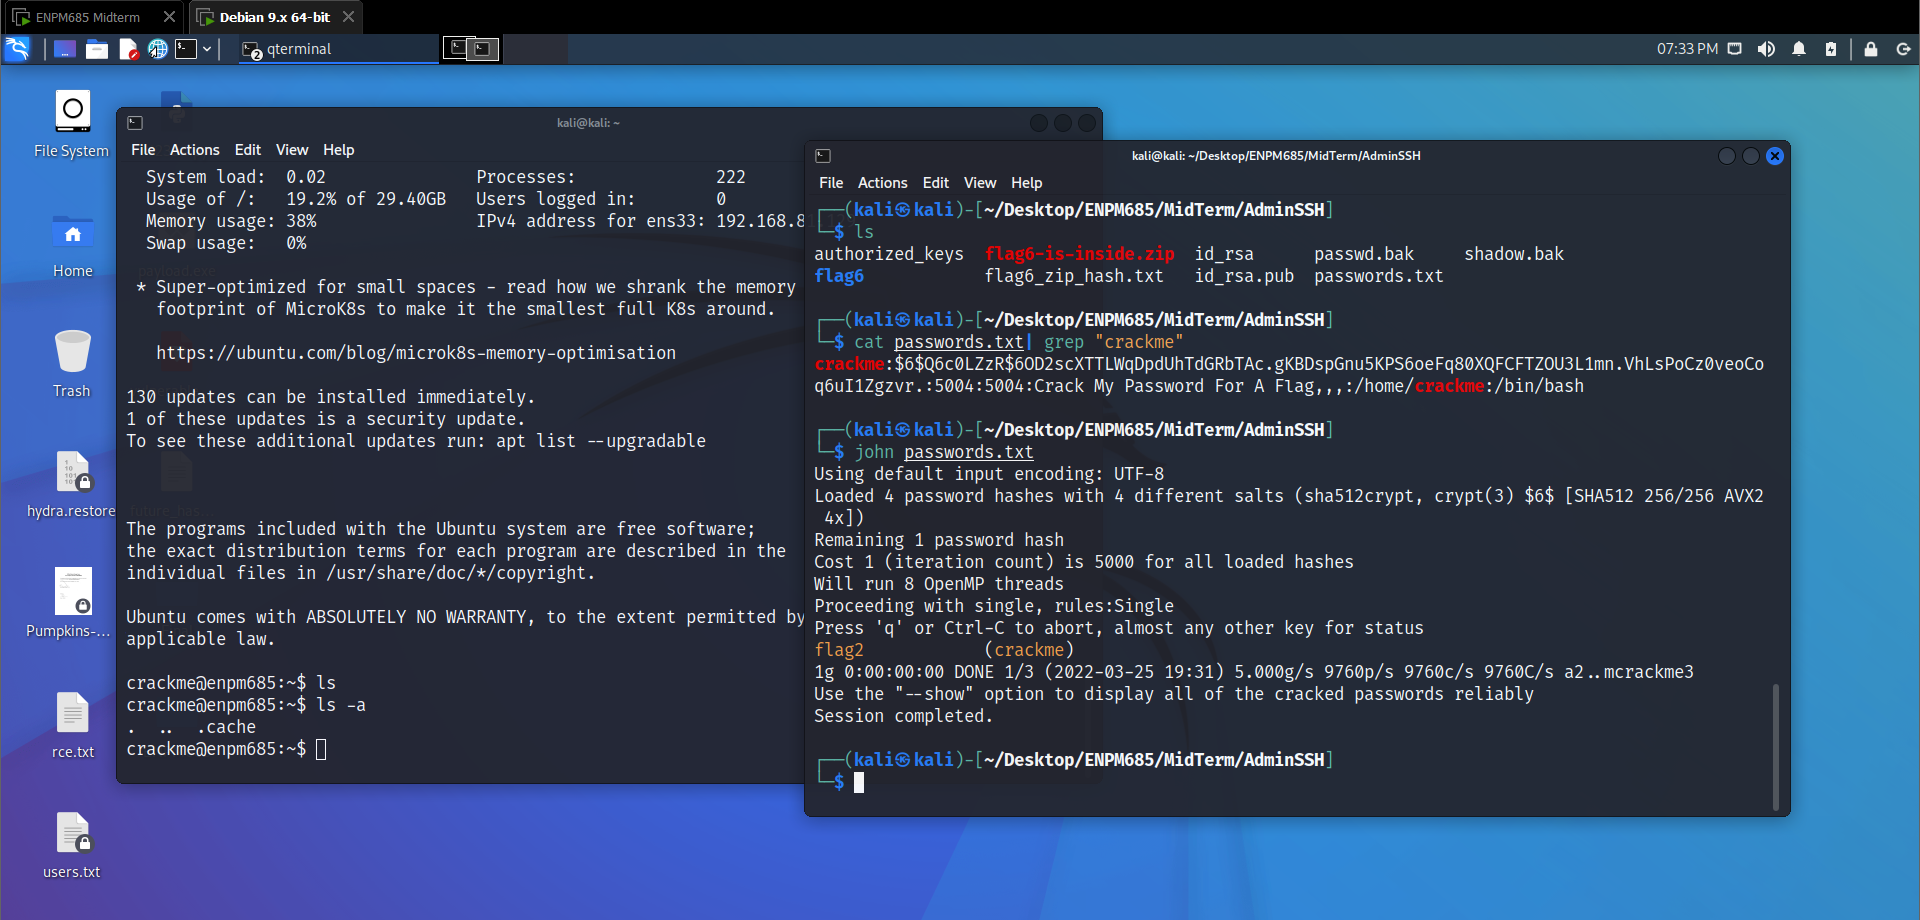 ENPM685 Midterm
Debian 9.x 64-bit
qterminal
2
07:33 PM
File System
Home
Trash
hydra.restore
Pumpkins-...
rce.txt
users.txt
payload.exe
kali@kali: ~
File Actions Edit View Help
System load: 0.02 Processes: 222
Usage of /: 19.2% of 29.40GB Users logged in: 0
Memory usage: 38% IPv4 address for ens33: 192.168.8
Swap usage: 0%
* Super-optimized for small spaces - read how we shrank the memory
footprint of MicroK8s to make it the smallest full K8s around.
https://ubuntu.com/blog/microk8s-memory-optimisation
130 updates can be installed immediately.
1 of these updates is a security update.
To see these additional updates run: apt list --upgradable
The programs included with the Ubuntu system are free software;
the exact distribution terms for each program are described in the
individual files in /usr/share/doc/*/copyright.
Ubuntu comes with ABSOLUTELY NO WARRANTY, to the extent permitted by
applicable law.
crackme@enpm685:~$ ls
crackme@enpm685:~$ ls -a
. .. .cache
crackme@enpm685:~$
kali@kali: ~/Desktop/ENPM685/MidTerm/AdminSSH
File Actions Edit View Help
┌──(kali㉿kali)-[~/Desktop/ENPM685/MidTerm/AdminSSH]
└─$ ls
authorized_keys flag6-is-inside.zip id_rsa passwd.bak shadow.bak
flag6 flag6_zip_hash.txt id_rsa.pub passwords.txt
┌──(kali㉿kali)-[~/Desktop/ENPM685/MidTerm/AdminSSH]
└─$ cat passwords.txt| grep "crackme"
crackme:$6$Q6c0LZzR$6OD2scXTTLWqDpdUhTdGRbTAc.gKBDspGnu5KPS6oeFq80XQFCFTZOU3L1mn.VhLsPoCz0veoCo
q6uI1Zgzvr.:5004:5004:Crack My Password For A Flag,,,:/home/crackme:/bin/bash
┌──(kali㉿kali)-[~/Desktop/ENPM685/MidTerm/AdminSSH]
└─$ john passwords.txt
Using default input encoding: UTF-8
Loaded 4 password hashes with 4 different salts (sha512crypt, crypt(3) $6$ [SHA512 256/256 AVX2
4x])
Remaining 1 password hash
Cost 1 (iteration count) is 5000 for all loaded hashes
Will run 8 OpenMP threads
Proceeding with single, rules:Single
Press 'q' or Ctrl-C to abort, almost any other key for status
flag2 (crackme)
1g 0:00:00:00 DONE 1/3 (2022-03-25 19:31) 5.000g/s 9760p/s 9760c/s 9760C/s a2..mcrackme3
Use the "--show" option to display all of the cracked passwords reliably
Session completed.
┌──(kali㉿kali)-[~/Desktop/ENPM685/MidTerm/AdminSSH]
└─$